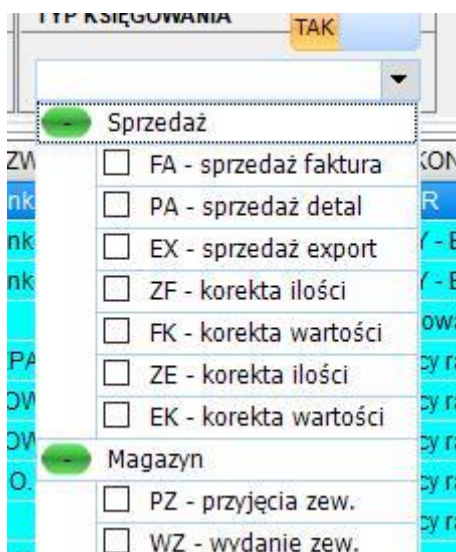 TYP KSIĘGOWANIA
TAK
Sprzedaż
FA - sprzedaż faktura
PA - sprzedaż detal
EX - sprzedaż export
ZF - korekta ilości
FK - korekta wartości
ZE - korekta ilości
EK - korekta wartości
Magazyn
PZ - przyjęcia zew.
WZ - wydanie zew.